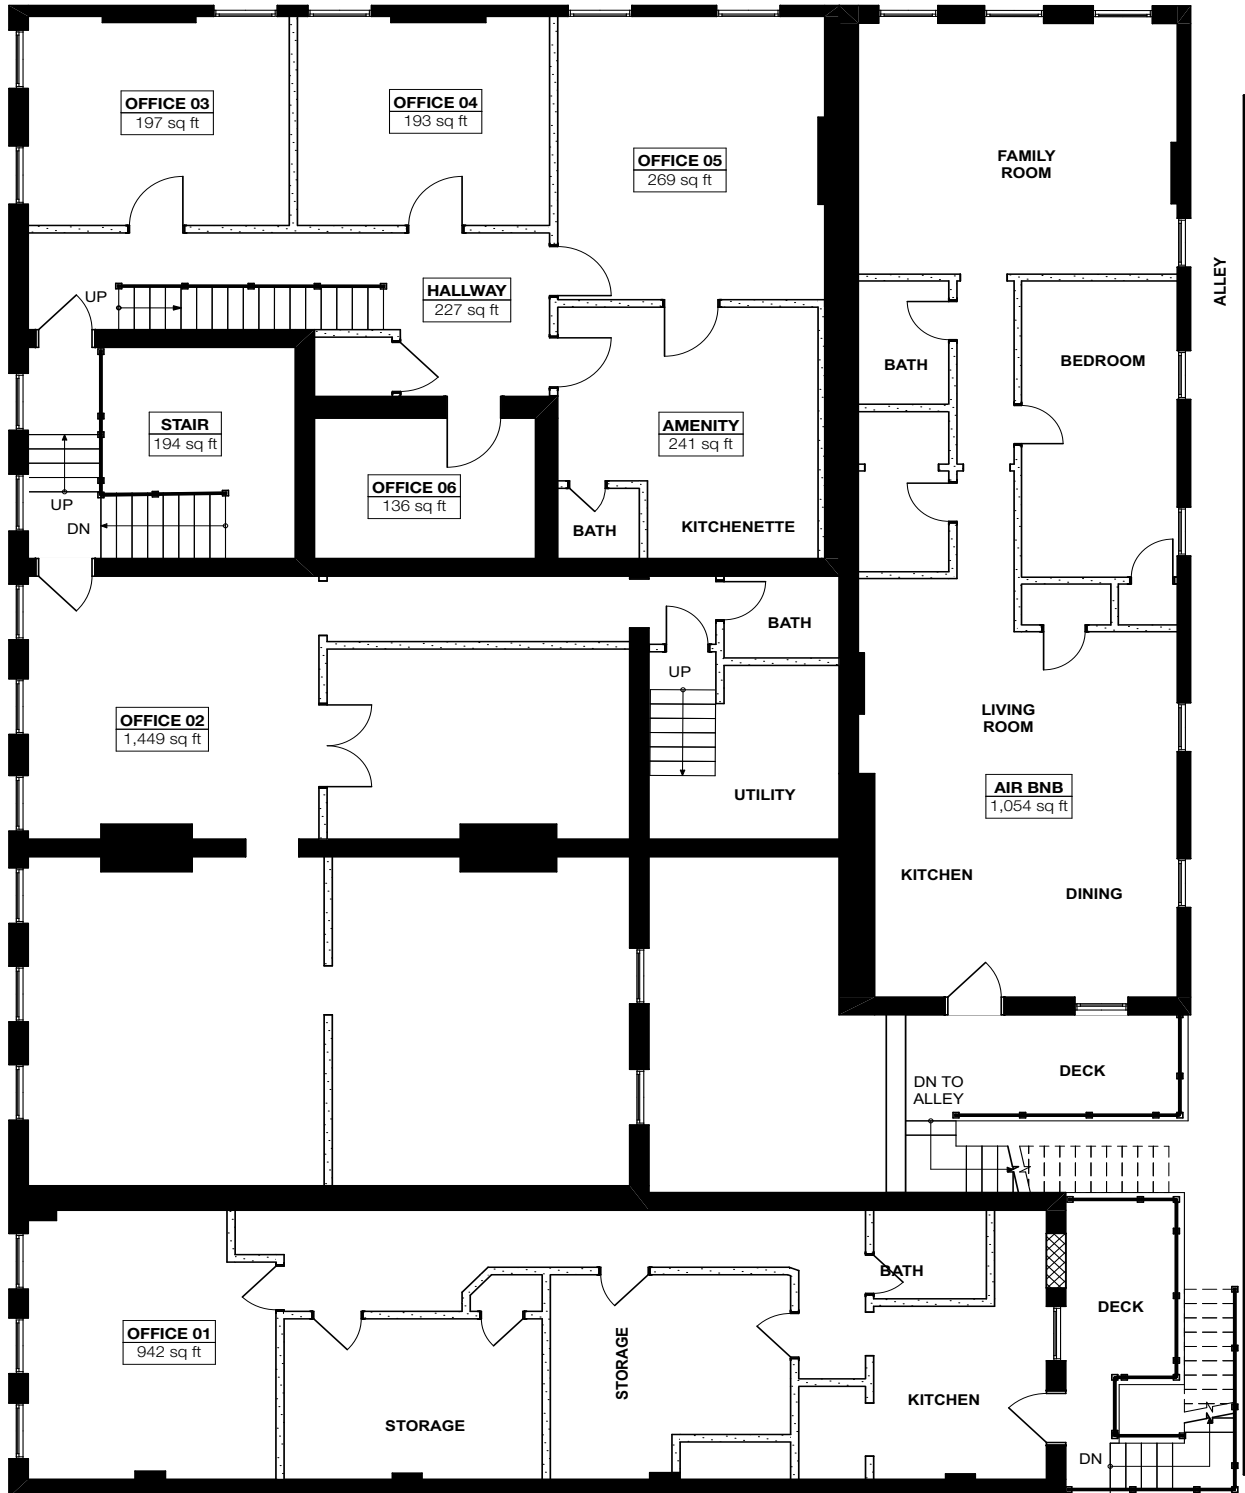 OFFICE 03
197 sq ft
OFFICE 04
193 sq ft
OFFICE 05
269 sq ft
FAMILY
ROOM
ALLEY
UP
HALLWAY
227 sq ft
BATH
BEDROOM
STAIR
194 sq ft
AMENITY
241 sq ft
OFFICE 06
136 sq ft
UP
DN
BATH
KITCHENETTE
BATH
UP
OFFICE 02
1,449 sq ft
LIVING
ROOM
UTILITY
AIR BNB
1,054 sq ft
KITCHEN
DINING
DECK
DN TO
ALLEY
BATH
DECK
OFFICE 01
942 sq ft
STORAGE
STORAGE
KITCHEN
DN